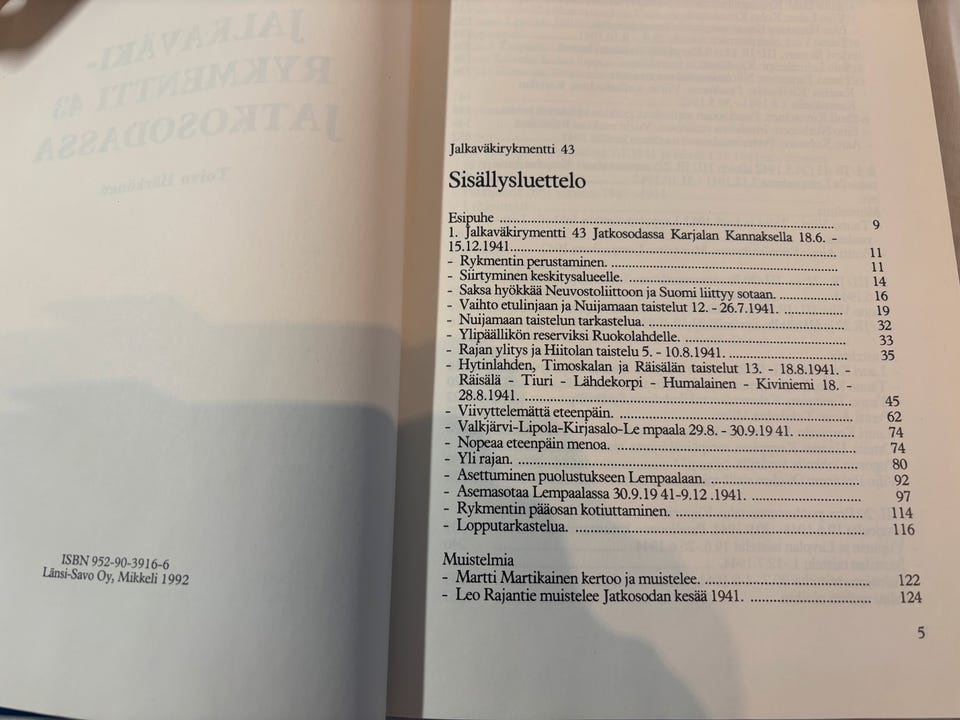 JALKAVÄKI-
RYKMENTTI 43
JATKOSODASSA
Toivo Härkönen
ISBN 952-90-3916-6
Länsi-Savo Oy, Mikkeli 1992
Jalkaväkirykmentti 43
Sisällysluettelo
Esipuhe ........ 9
1. Jalkaväkirymentti 43 Jatkosodassa Karjalan Kannaksella 18.6. -
15.12.1941. ........ 11
- Rykmentin perustaminen. ........ 11
- Siirtyminen keskitysalueelle. ........ 14
- Saksa hyökkää Neuvostoliittoon ja Suomi liittyy sotaan. ........ 16
- Vaihto etulinjaan ja Nuijamaan taistelut 12. - 26.7.1941. ........ 19
- Nuijamaan taistelun tarkastelua. ........ 32
- Ylipäällikön reserviksi Ruokolahdelle. ........ 33
- Rajan ylitys ja Hiitolan taistelu 5. - 10.8.1941. ........ 35
- Hytinlahden, Timoskalan ja Räisälän taistelut 13. - 18.8.1941. -
Räisälä - Tiuri - Lähdekorpi - Humalainen - Kiviniemi 18. -
28.8.1941. ........ 45
- Viivyttelemättä eteenpäin. ........ 62
- Valkjärvi-Lipola-Kirjasalo-Le mpaala 29.8. - 30.9.19 41. ........ 74
- Nopeaa eteenpäin menoa. ........ 74
- Yli rajan. ........ 80
- Asettuminen puolustukseen Lempaalaan. ........ 92
- Asemasotaa Lempaalassa 30.9.19 41-9.12 .1941. ........ 97
- Rykmentin pääosan kotiuttaminen. ........ 114
- Lopputarkastelua. ........ 116
Muistelmia
- Martti Martikainen kertoo ja muistelee. ........ 122
- Leo Rajantie muistelee Jatkosodan kesää 1941. ........ 124
5